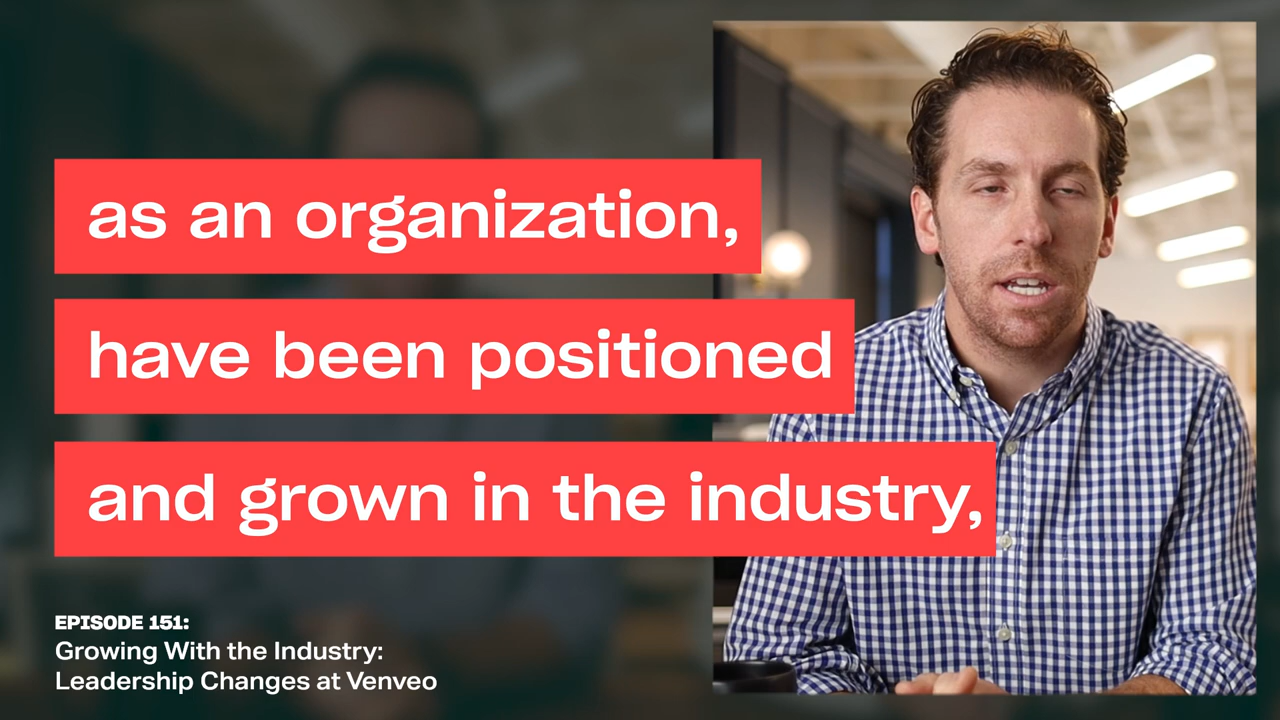 as an organization,
have been positioned
and grown in the industry,
EPISODE 151:
Growing With the Industry:
Leadership Changes at Venveo